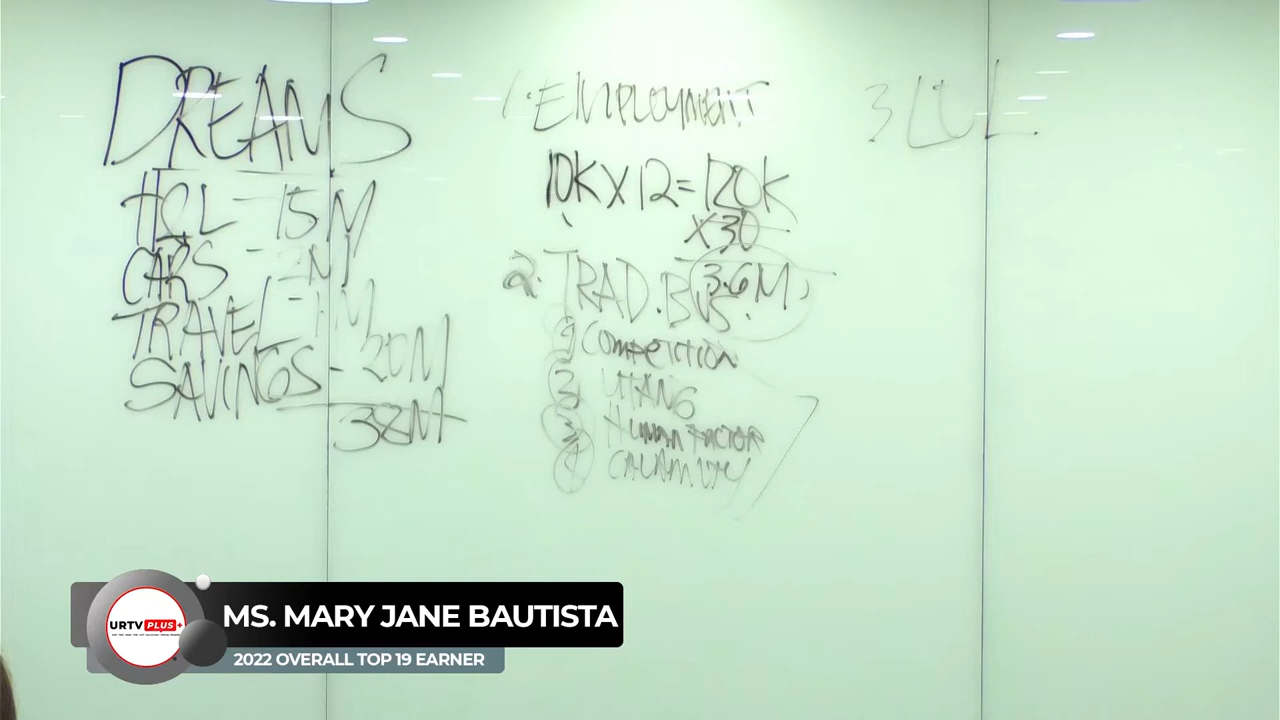 DREAMS
H&L - 15M
CARS - 2M
TRAVEL - 1M
SAVINGS - 20M
38M
1. EMPLOYMENT
10K X 12 = 120K
X30
3.6M
2. TRAD. BUS.
1 COMPETITION
2 UTANG
3 HUMAN FACTOR
4 CALAMITY
3
URTV PLUS+
MS. MARY JANE BAUTISTA
2022 OVERALL TOP 19 EARNER